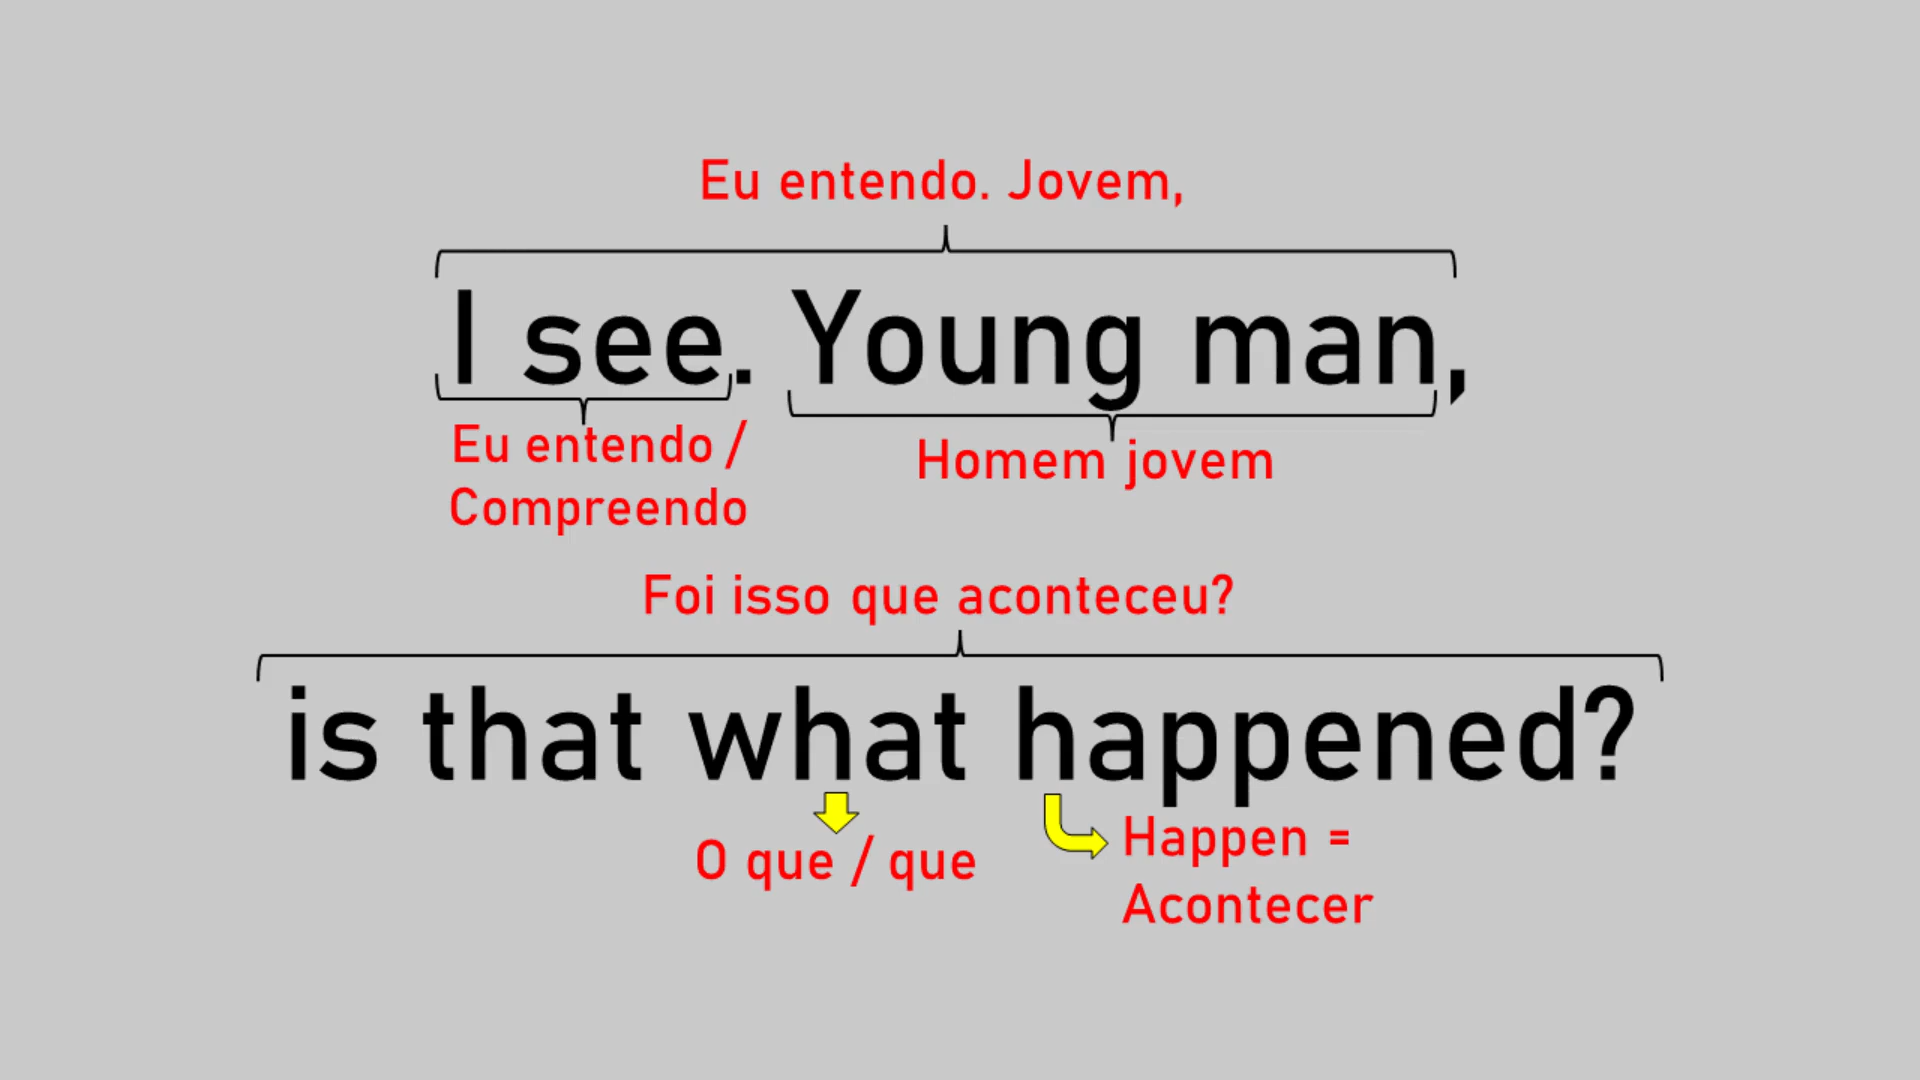 Eu entendo. Jovem,
I see. Young man,
Eu entendo /
Compreendo
Homem jovem
Foi isso que aconteceu?
is that what happened?
O que / que
Happen =
Acontecer